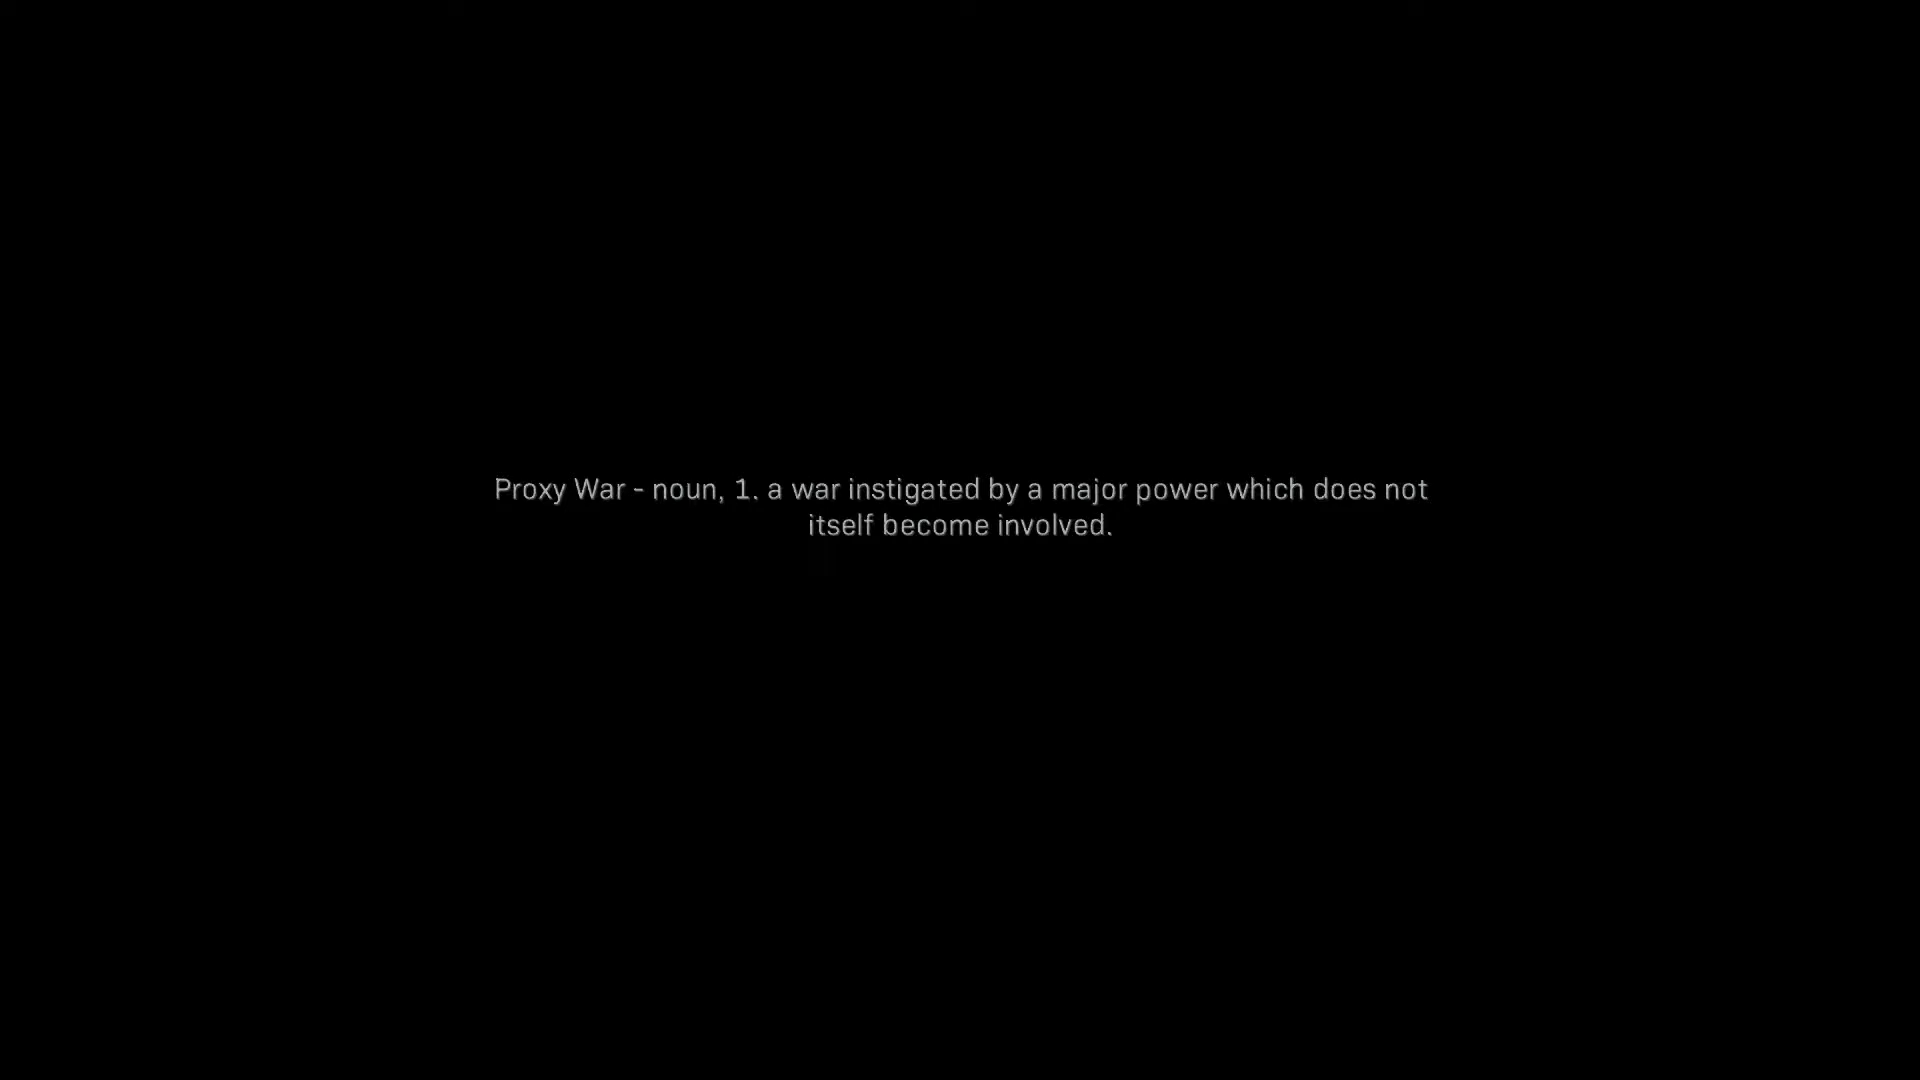 Proxy War - noun, 1. a war instigated by a major power which does not
itself become involved.